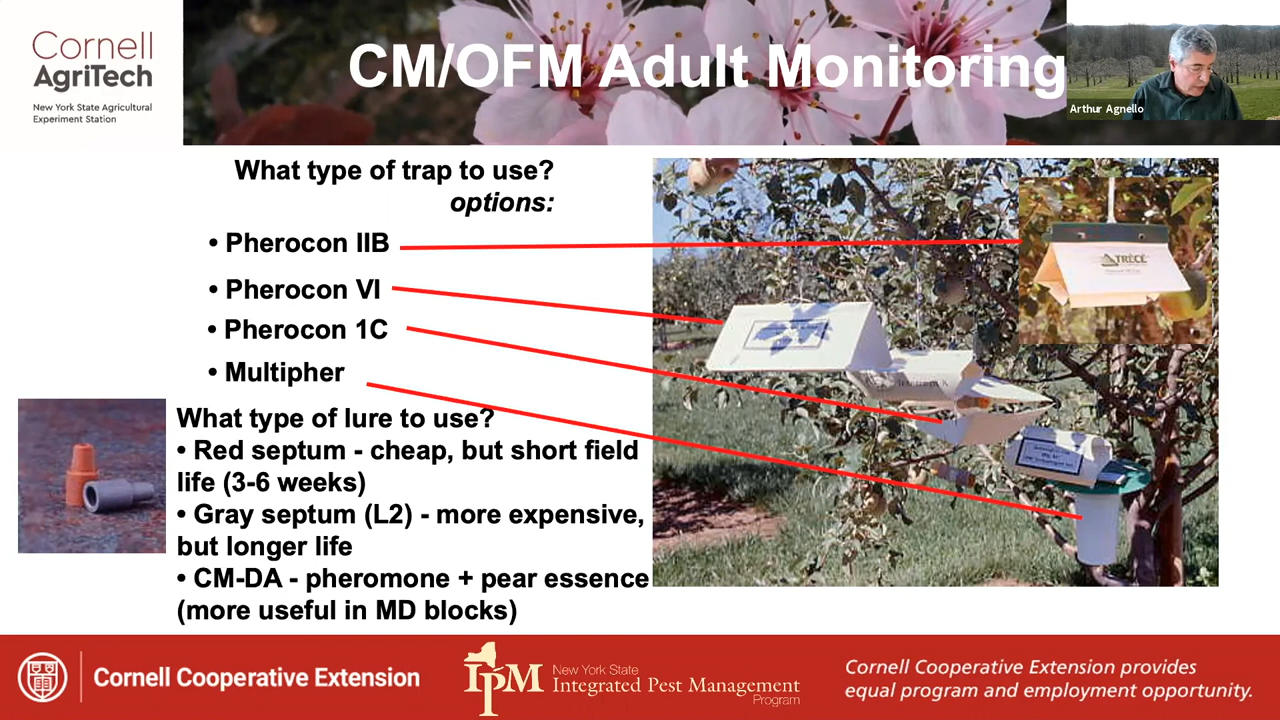 Cornell
AgriTech
New York State Agricultural
Experiment Station
CM/OFM Adult Monitoring
Arthur Agnello
What type of trap to use?
options:
• Pherocon IIB
• Pherocon VI
• Pherocon 1C
• Multipher
TRÉCÉ
What type of lure to use?
• Red septum - cheap, but short field
life (3-6 weeks)
• Gray septum (L2) - more expensive,
but longer life
• CM-DA - pheromone + pear essence
(more useful in MD blocks)
Cornell Cooperative Extension
IPM
New York State
Integrated Pest Management
Program
Cornell Cooperative Extension provides
equal program and employment opportunity.